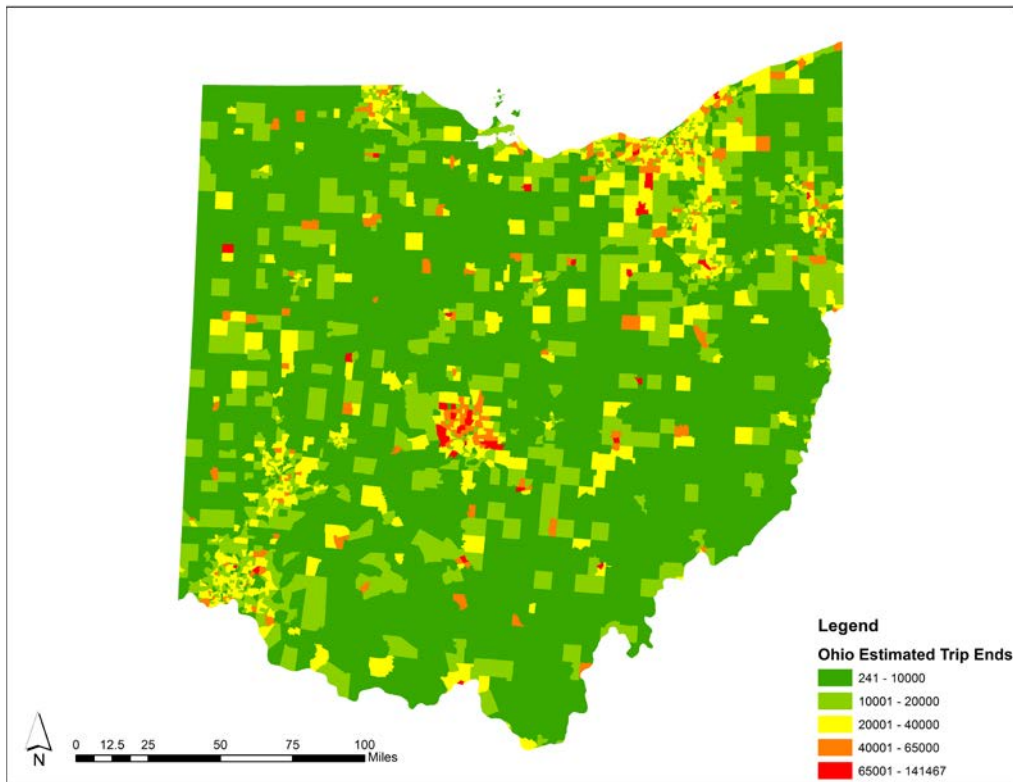 Legend
Ohio Estimated Trip Ends
241 - 10000
10001 - 20000
20001 - 40000
40001 - 65000
65001 - 141467
N
0 12.5 25 50 75 100
Miles